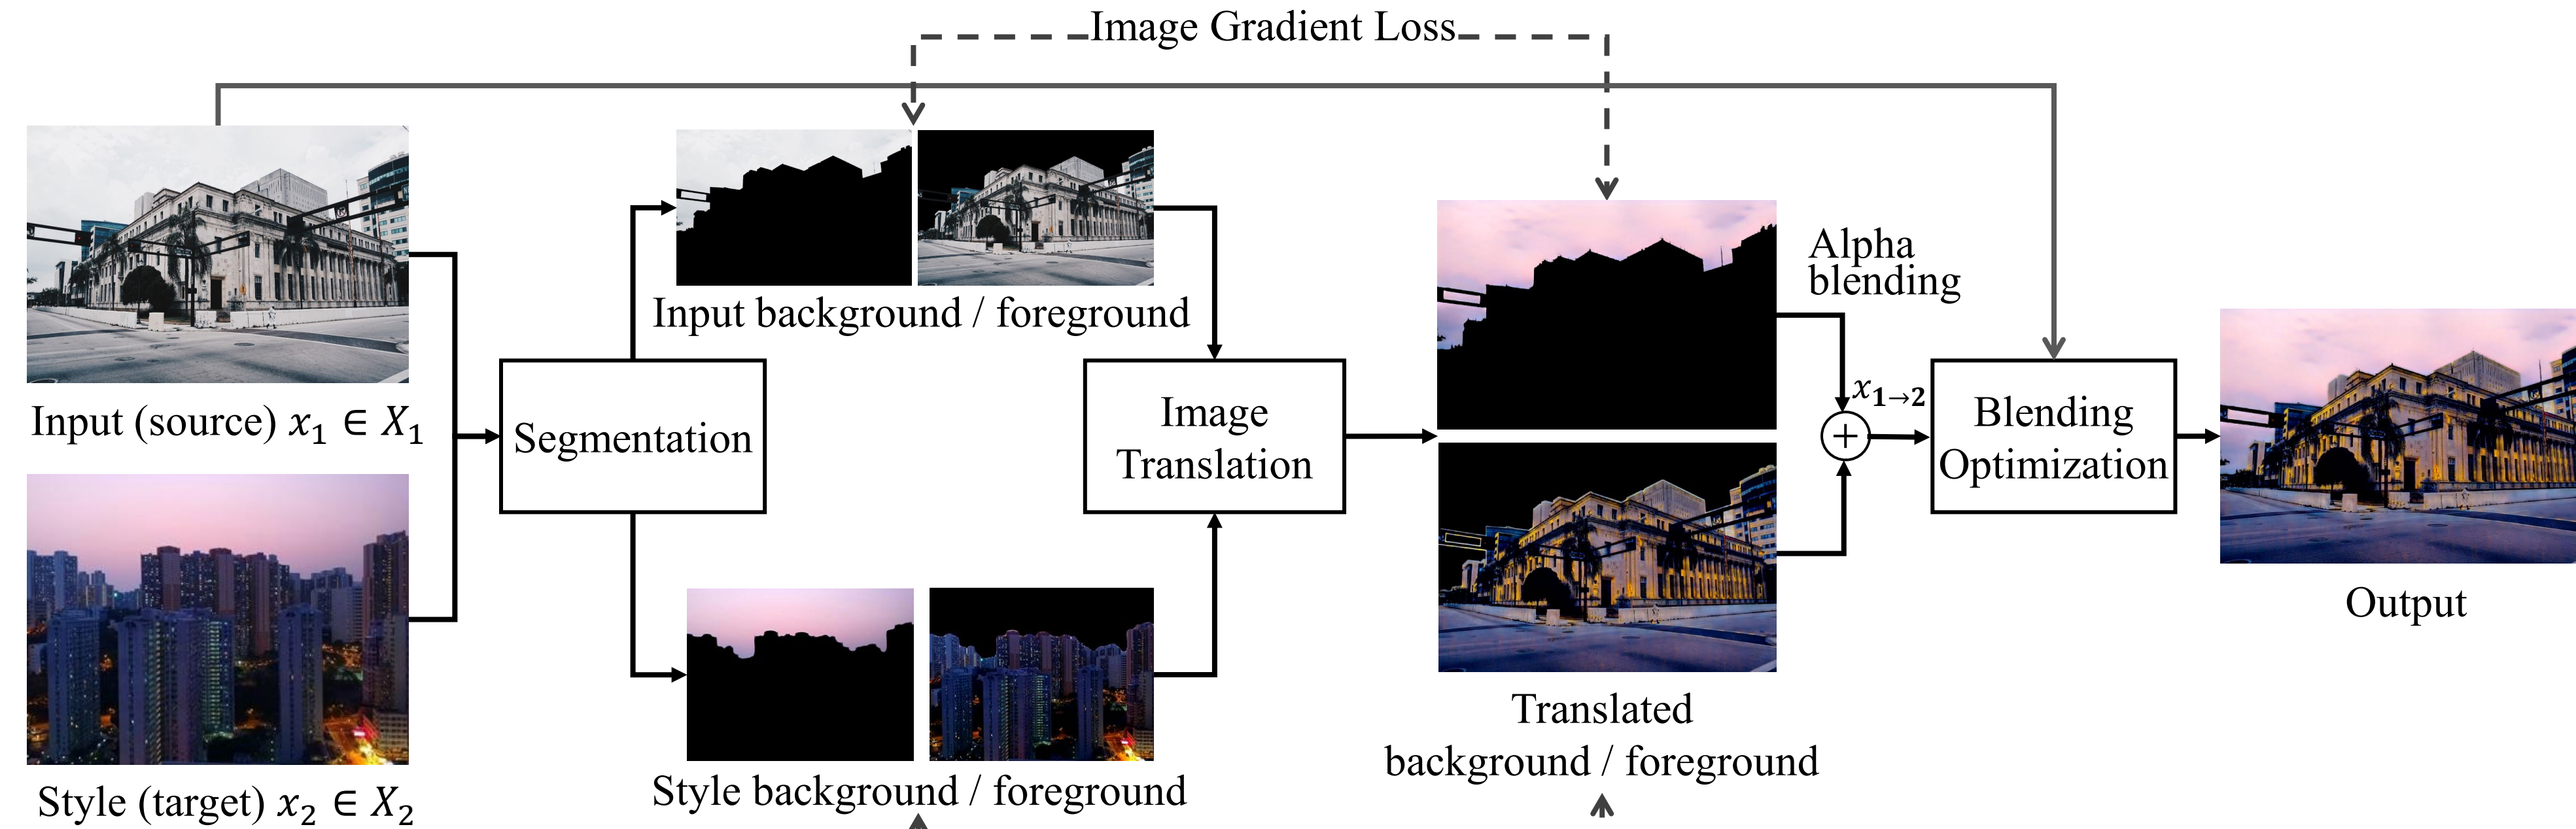 Image Gradient Loss
Input background / foreground
Alpha
blending
Input (source) x₁ ∈ X₁
Segmentation
Image
Translation
x₁→₂
+
Blending
Optimization
Output
Style (target) x₂ ∈ X₂
Style background / foreground
Translated
background / foreground